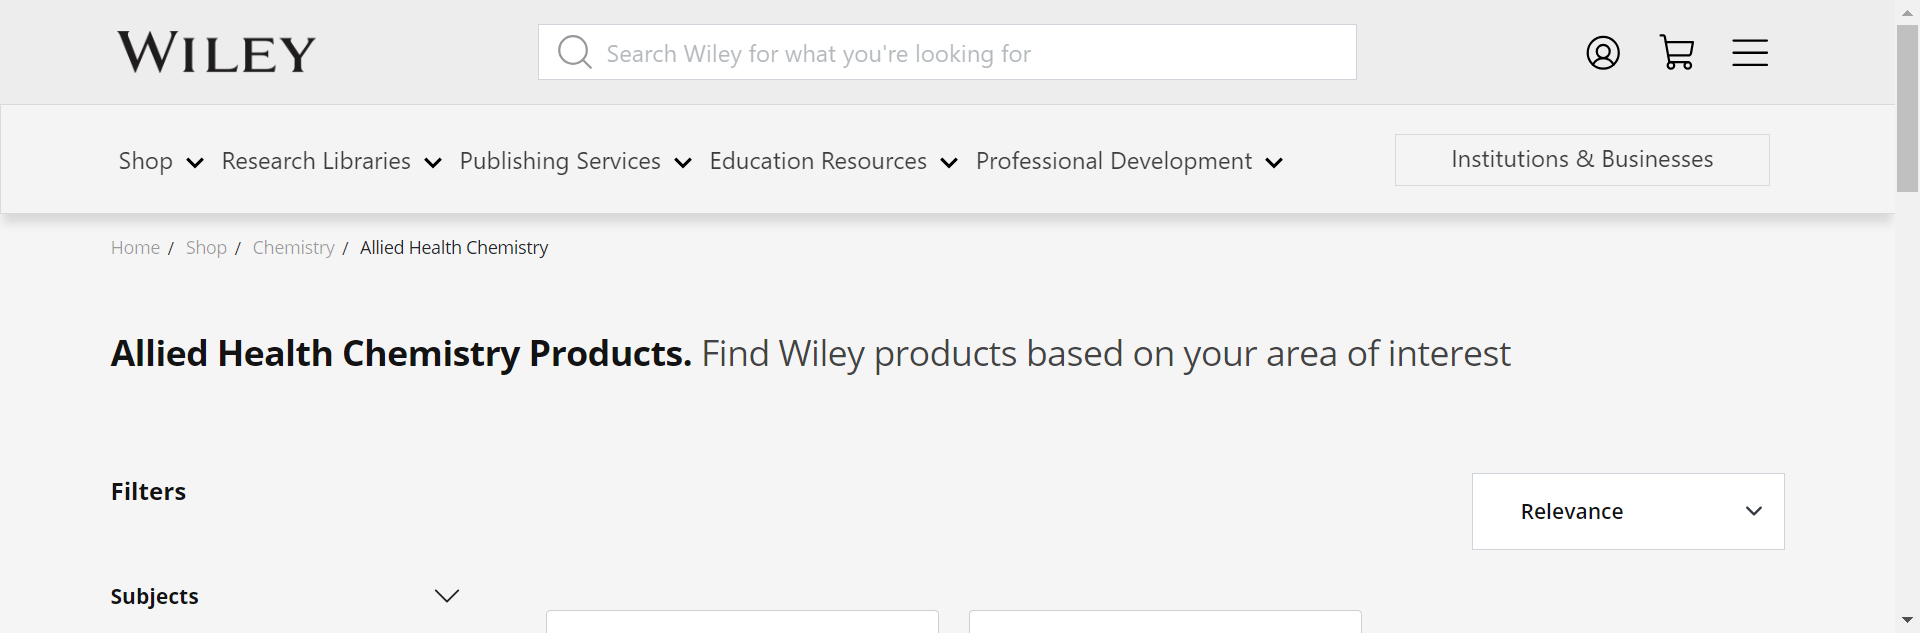 WILEY
Search Wiley for what you're looking for
Shop Research Libraries Publishing Services Education Resources Professional Development Institutions & Businesses
Home / Shop / Chemistry / Allied Health Chemistry
Allied Health Chemistry Products. Find Wiley products based on your area of interest
Filters
Relevance
Subjects